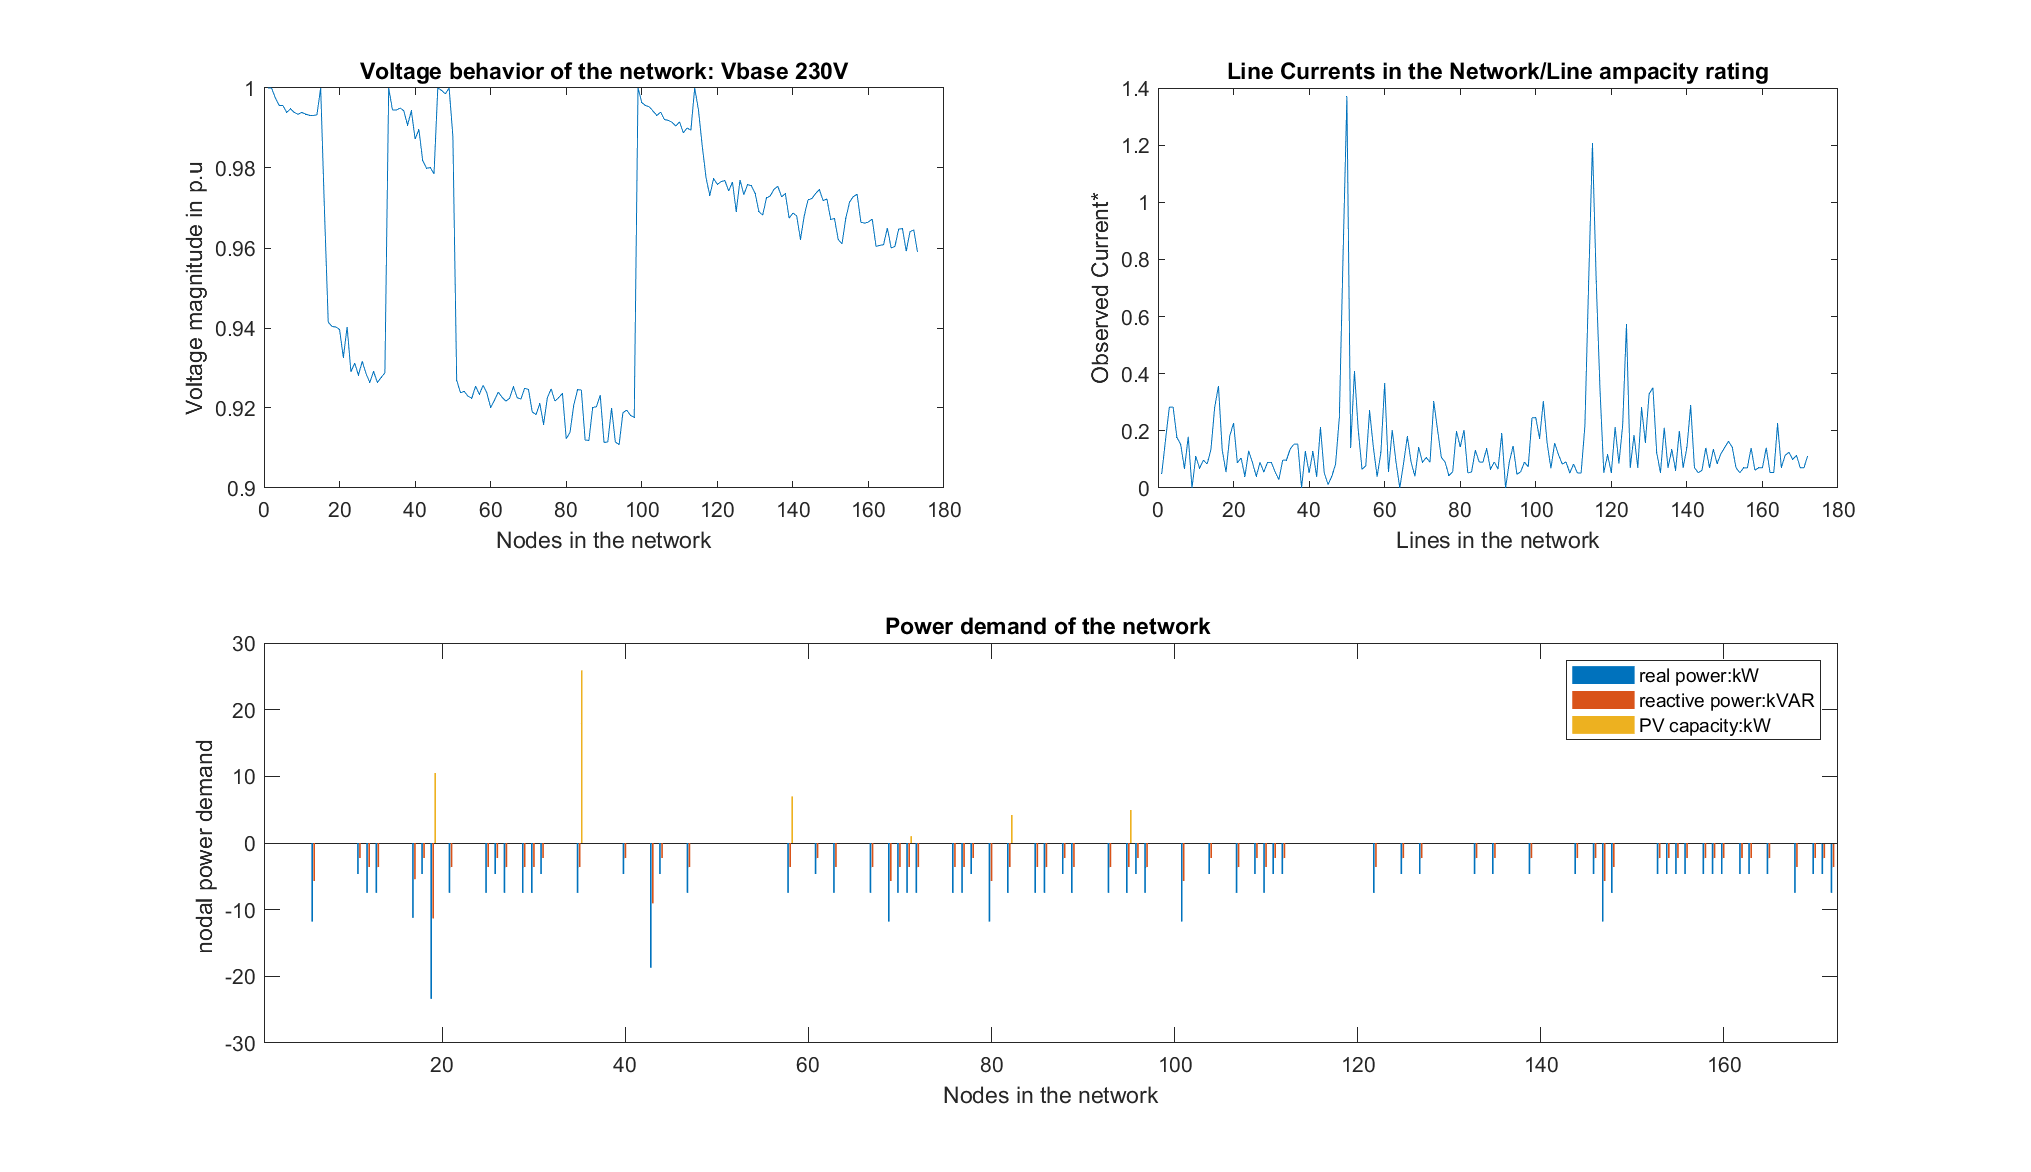 Voltage behavior of the network: Vbase 230V
Voltage magnitude in p.u
1
0.98
0.96
0.94
0.92
0.9
0 20 40 60 80 100 120 140 160 180
Nodes in the network
Line Currents in the Network/Line ampacity rating
Observed Current*
1.4
1.2
1
0.8
0.6
0.4
0.2
0
0 20 40 60 80 100 120 140 160 180
Lines in the network
Power demand of the network
nodal power demand
30
20
10
0
-10
-20
-30
real power:kW
reactive power:kVAR
PV capacity:kW
20 40 60 80 100 120 140 160
Nodes in the network